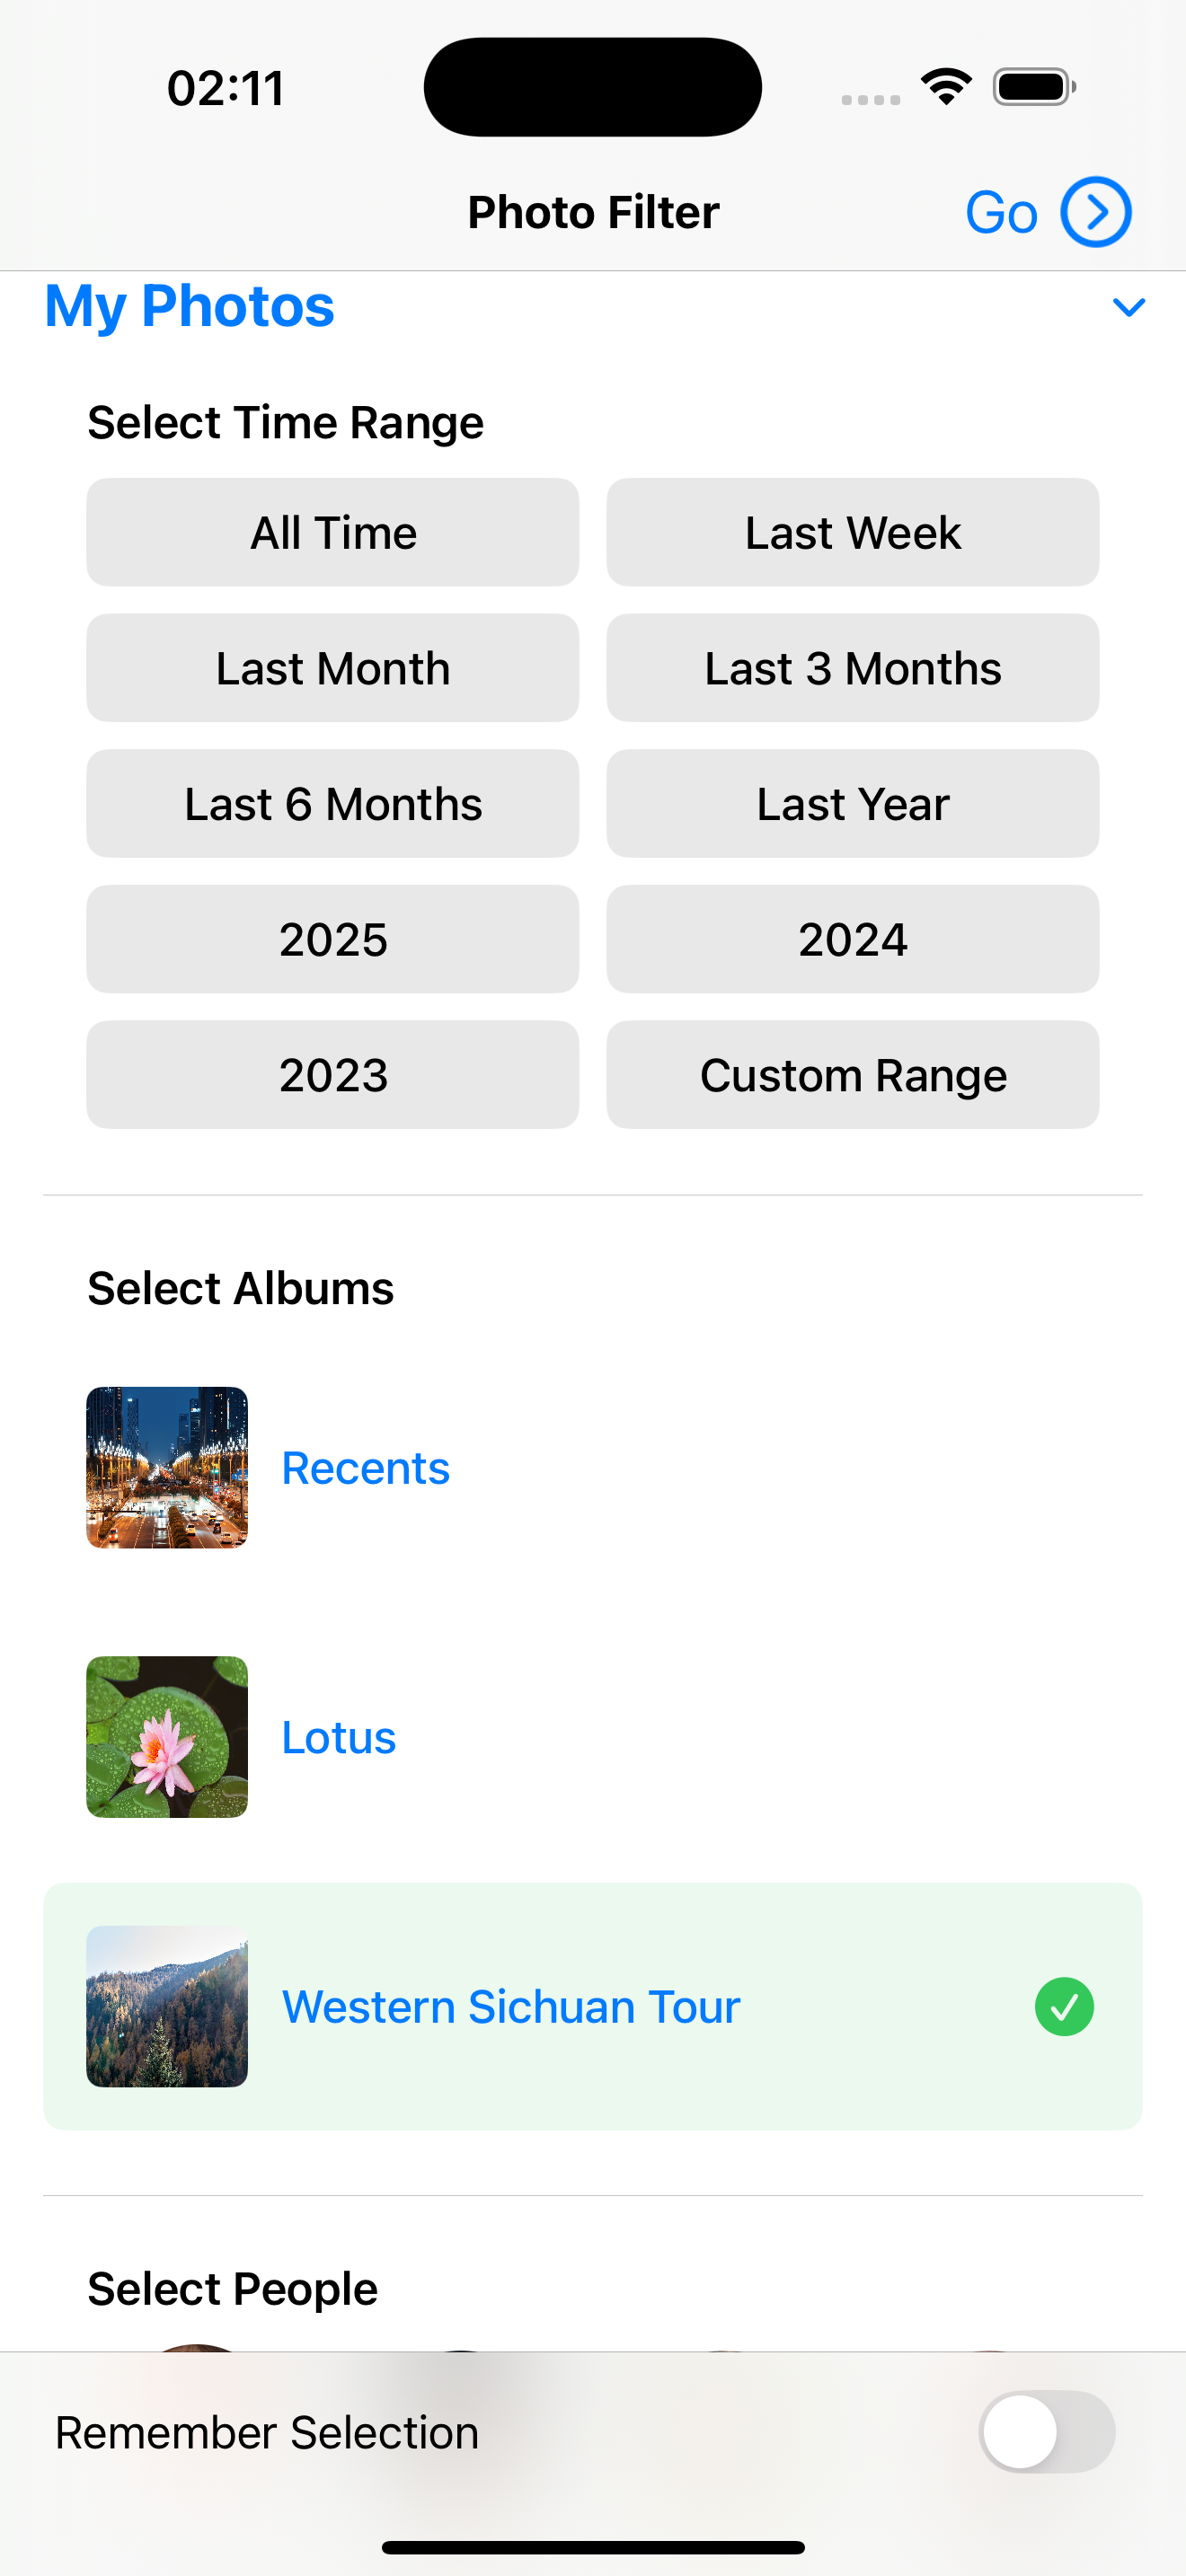 02:11
Photo Filter
Go
My Photos
Select Time Range
All Time
Last Week
Last Month
Last 3 Months
Last 6 Months
Last Year
2025
2024
2023
Custom Range
Select Albums
Recents
Lotus
Western Sichuan Tour
Select People
Remember Selection